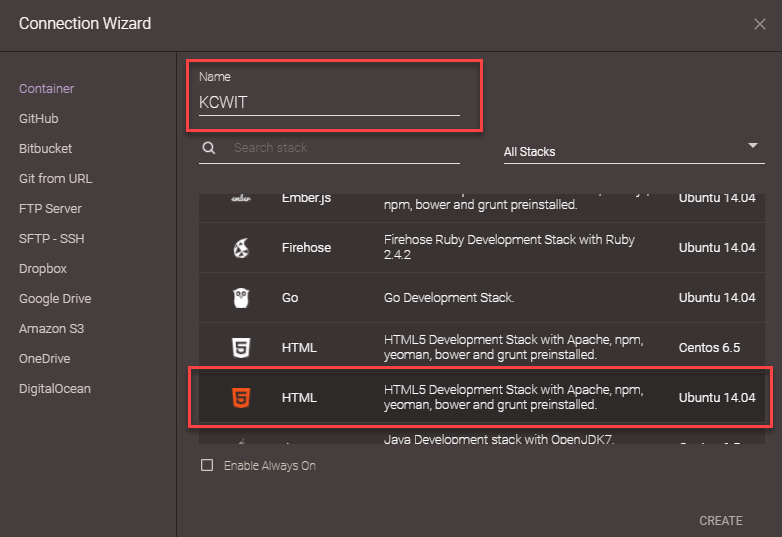 Connection Wizard
Container
GitHub
Bitbucket
Git from URL
FTP Server
SFTP - SSH
Dropbox
Google Drive
Amazon S3
OneDrive
DigitalOcean
Name
KCWIT
Search stack
All Stacks
Ember.js
npm, bower and grunt preinstalled.
Ubuntu 14.04
Firehose
Firehose Ruby Development Stack with Ruby
2.4.2
Ubuntu 14.04
Go
Go Development Stack.
Ubuntu 14.04
HTML
HTML5 Development Stack with Apache, npm,
yeoman, bower and grunt preinstalled.
Centos 6.5
HTML
HTML5 Development Stack with Apache, npm,
yeoman, bower and grunt preinstalled.
Ubuntu 14.04
Java Development stack with OpenJDK7,
Enable Always On
CREATE